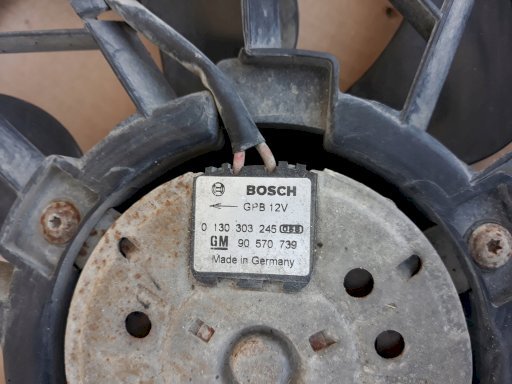 BOSCH
GPB 12V
0 130 303 245
GM 90 570 739
Made in Germany